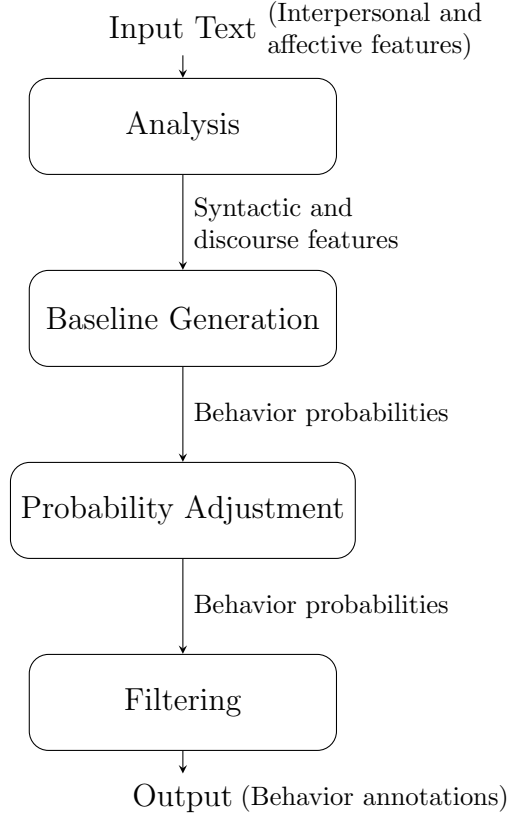 Input Text (Interpersonal and
affective features)
Analysis
Syntactic and
discourse features
Baseline Generation
Behavior probabilities
Probability Adjustment
Behavior probabilities
Filtering
Output (Behavior annotations)